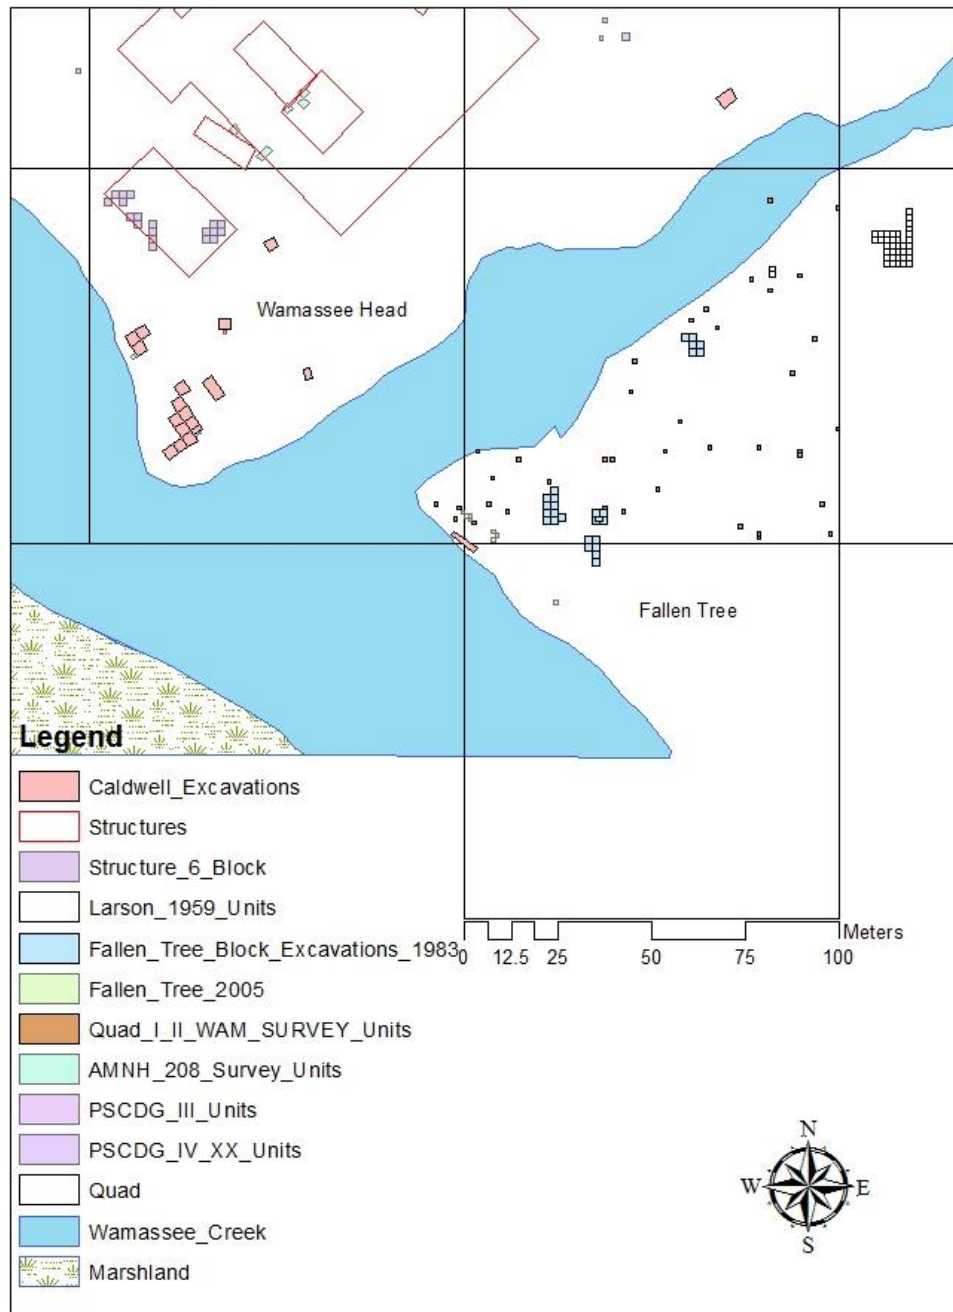 Wamassee Head
Fallen Tree
Legend
Caldwell_Excavations
Structures
Structure_6_Block
Larson_1959_Units
Fallen_Tree_Block_Excavations_1983
Fallen_Tree_2005
Quad_I_II_WAM_SURVEY_Units
AMNH_208_Survey_Units
PSCDG_III_Units
PSCDG_IV_XX_Units
Quad
Wamassee_Creek
Marshland
Meters
0 12.5 25 50 75 100
N
W E
S